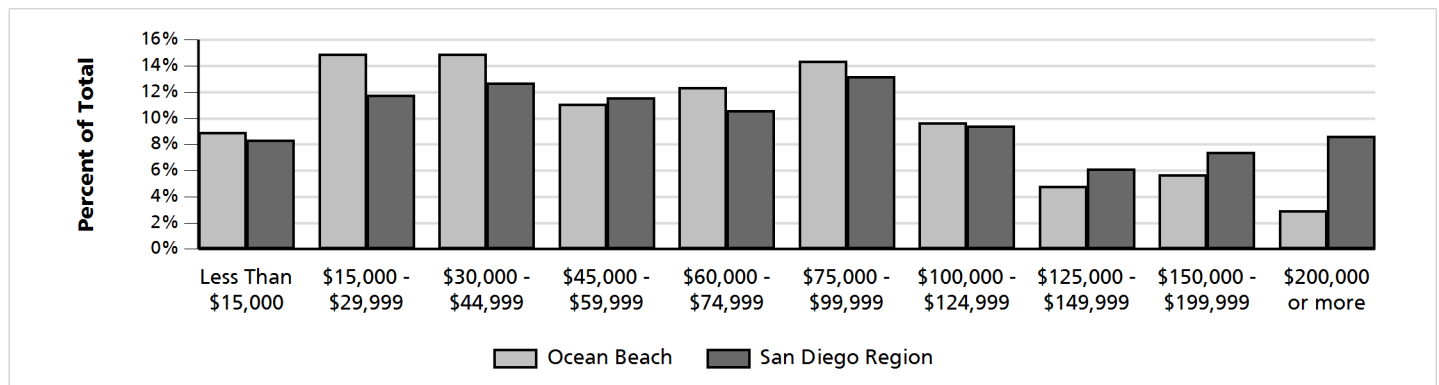 Percent of Total
16%
14%
12%
10%
8%
6%
4%
2%
0%
Less Than $15,000 - $30,000 - $45,000 - $60,000 - $75,000 - $100,000 - $125,000 - $150,000 - $200,000
$15,000 $29,999 $44,999 $59,999 $74,999 $99,999 $124,999 $149,999 $199,999 or more
Ocean Beach San Diego Region